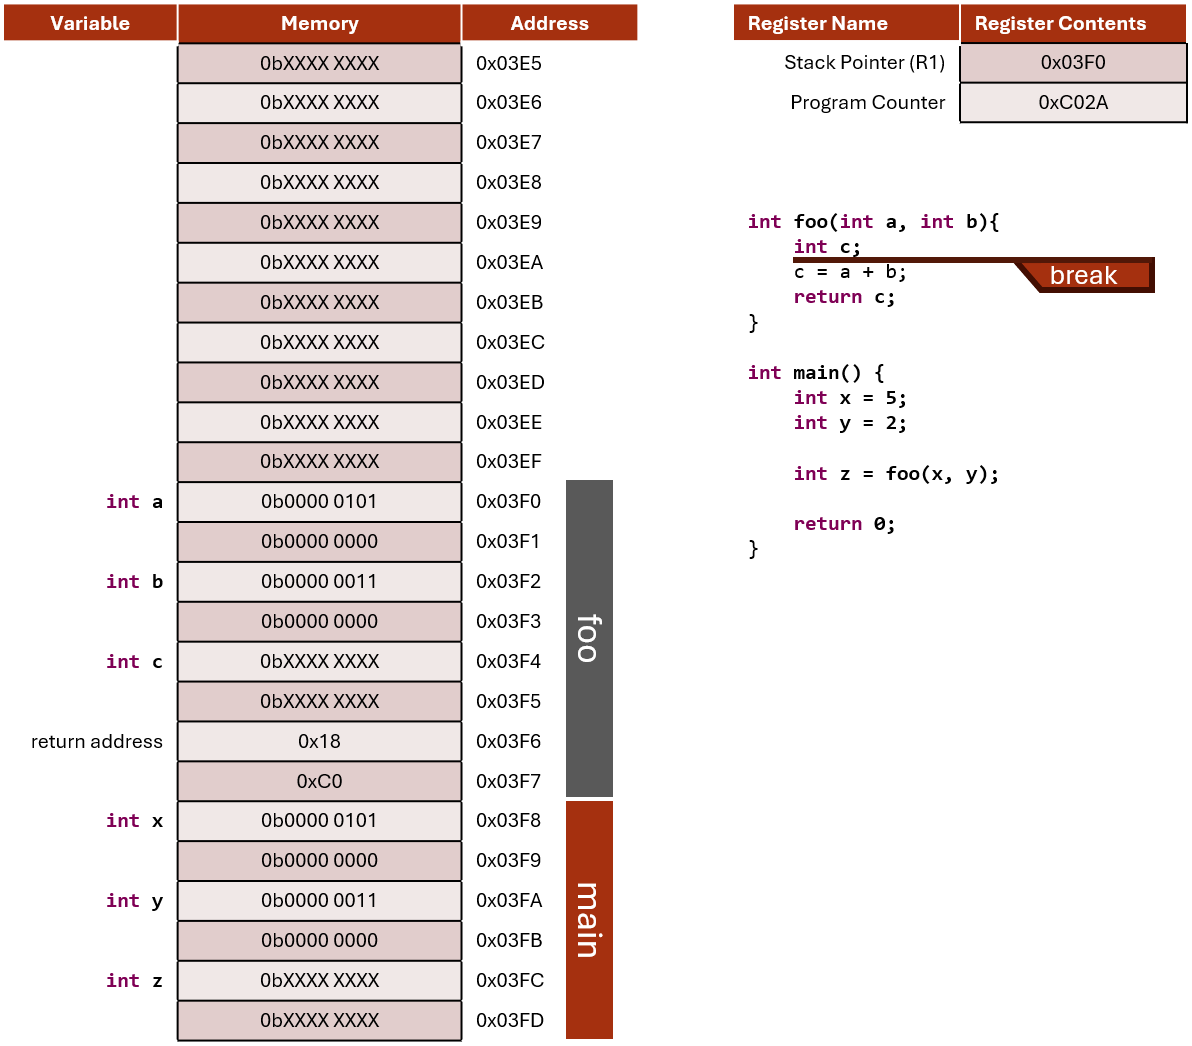 Variable Memory Address
0bXXXX XXXX 0x03E5
0bXXXX XXXX 0x03E6
0bXXXX XXXX 0x03E7
0bXXXX XXXX 0x03E8
0bXXXX XXXX 0x03E9
0bXXXX XXXX 0x03EA
0bXXXX XXXX 0x03EB
0bXXXX XXXX 0x03EC
0bXXXX XXXX 0x03ED
0bXXXX XXXX 0x03EE
0bXXXX XXXX 0x03EF
int a 0b0000 0101 0x03F0
0b0000 0000 0x03F1
int b 0b0000 0011 0x03F2
0b0000 0000 0x03F3
int c 0bXXXX XXXX 0x03F4
0bXXXX XXXX 0x03F5
return address 0x18 0x03F6
0xC0 0x03F7
int x 0b0000 0101 0x03F8
0b0000 0000 0x03F9
int y 0b0000 0011 0x03FA
0b0000 0000 0x03FB
int z 0bXXXX XXXX 0x03FC
0bXXXX XXXX 0x03FD
foo
main
Register Name Register Contents
Stack Pointer (R1) 0x03F0
Program Counter 0xC02A
int foo(int a, int b){
int c;
c = a + b;
break
return c;
}
int main() {
int x = 5;
int y = 2;
int z = foo(x, y);
return 0;
}